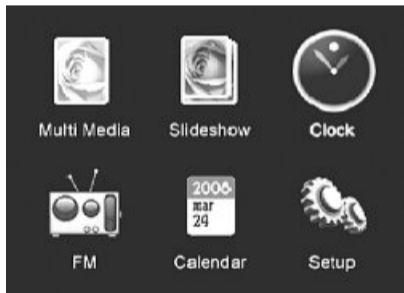 Multi Media
Slideshow
Clock
2008
mar
24
FM
Calendar
Setup